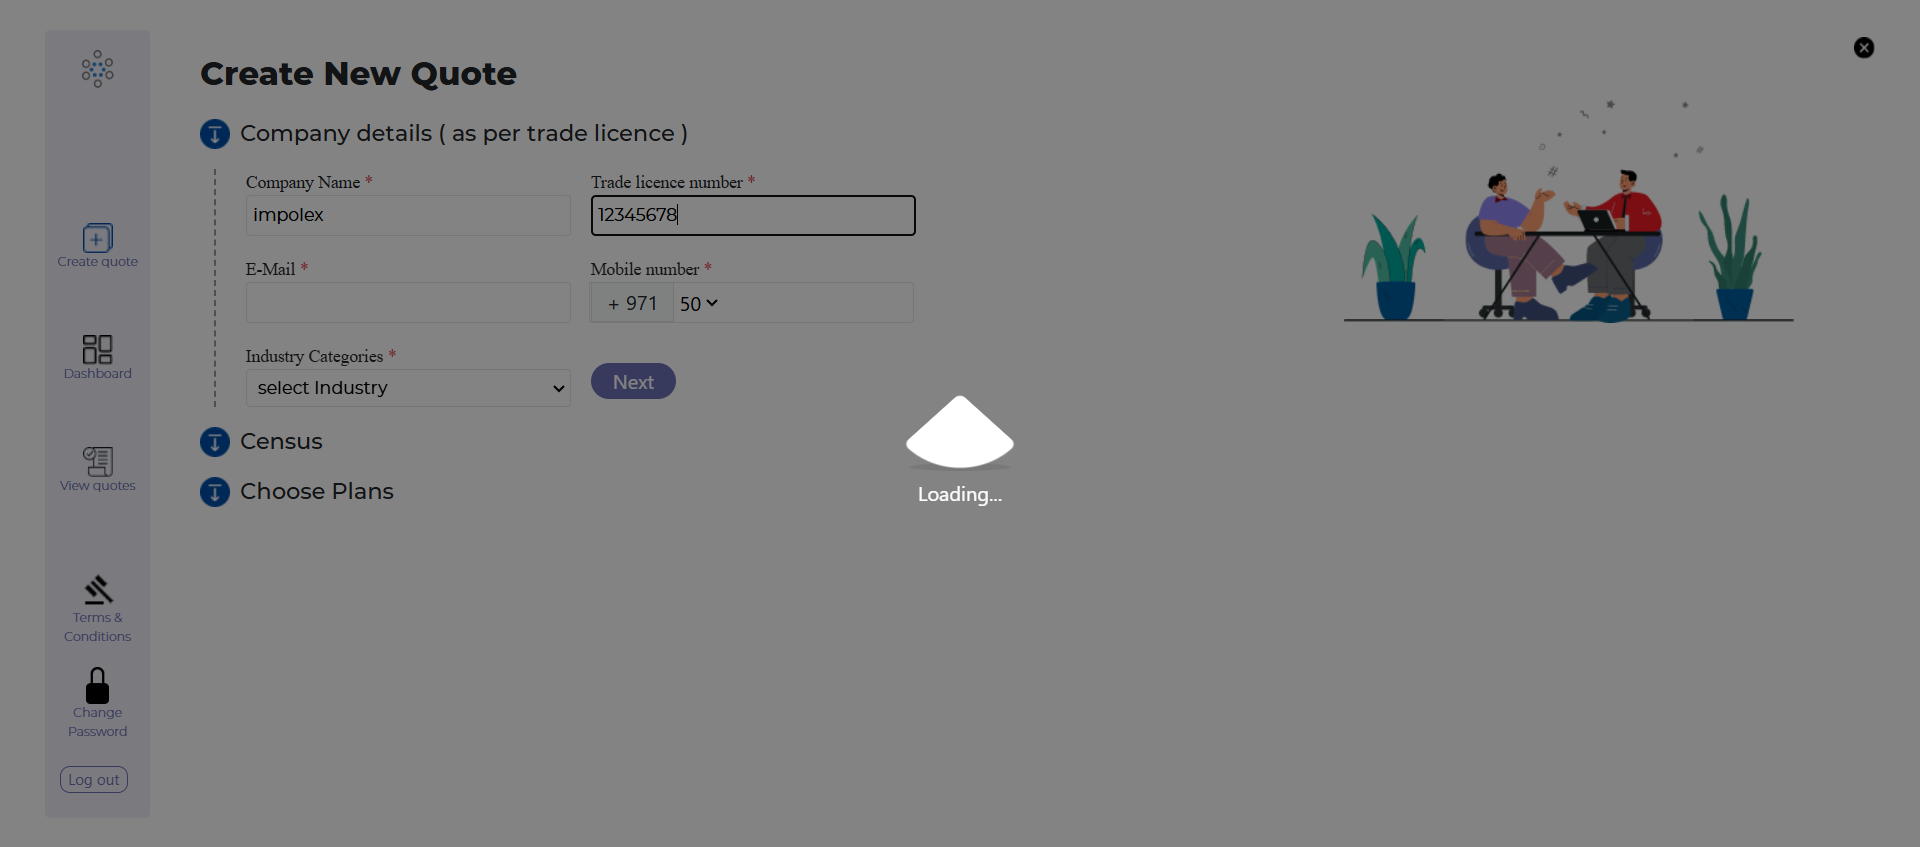 Create New Quote
Company details ( as per trade licence )
Company Name *
Trade licence number *
impolex
12345678
E-Mail *
Mobile number *
+ 971
50
Industry Categories *
select Industry
Next
Census
Choose Plans
Loading...
Create quote
Dashboard
View quotes
Terms &
Conditions
Change
Password
Log out